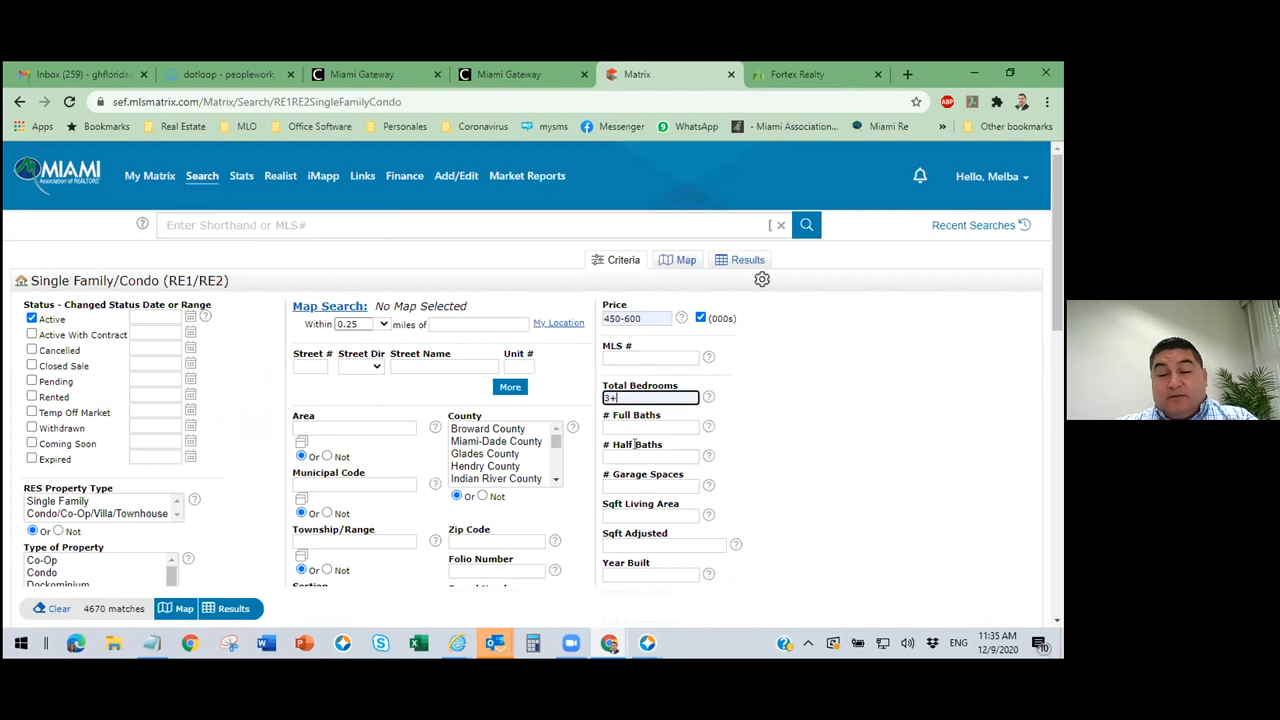 Inbox (259) - ghflorida
dotloop - peoplework
Miami Gateway
Miami Gateway
Matrix
Fortex Realty
sef.mlsmatrix.com/Matrix/Search/RE1RE2SingleFamilyCondo
ABP
Apps Bookmarks Real Estate MLO Office Software Personales Coronavirus mysms Messenger WhatsApp - Miami Association... Miami Re » Other bookmarks
MIAMI
Association of REALTORS
My Matrix Search Stats Realist iMapp Links Finance Add/Edit Market Reports
Hello, Melba
Enter Shorthand or MLS#
Recent Searches
Criteria Map Results
Single Family/Condo (RE1/RE2)
Status - Changed Status Date or Range
Active
Active With Contract
Cancelled
Closed Sale
Pending
Rented
Temp Off Market
Withdrawn
Coming Soon
Expired
RES Property Type
Single Family
Condo/Co-Op/Villa/Townhouse
Or Not
Type of Property
Co-Op
Condo
Dockominium
Map Search: No Map Selected
Within 0.25 miles of My Location
Street # Street Dir Street Name Unit #
More
Area
Or Not
Municipal Code
Or Not
Township/Range
Or Not
Section
County
Broward County
Miami-Dade County
Glades County
Hendry County
Indian River County
Or Not
Zip Code
Folio Number
Price
450-600 (000s)
MLS #
Total Bedrooms
3+
# Full Baths
# Half Baths
# Garage Spaces
Sqft Living Area
Sqft Adjusted
Year Built
Clear 4670 matches Map Results
ENG
11:35 AM
12/9/2020
10